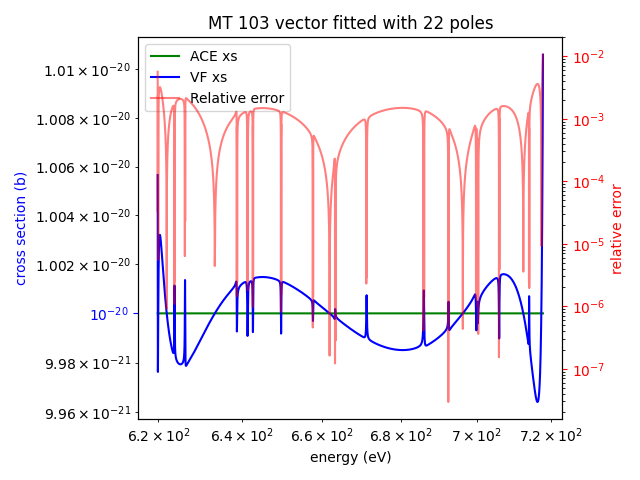 MT 103 vector fitted with 22 poles
ACE xs
VF xs
Relative error
1.01 × 10⁻²⁰
1.008 × 10⁻²⁰
1.006 × 10⁻²⁰
1.004 × 10⁻²⁰
1.002 × 10⁻²⁰
10⁻²⁰
9.98 × 10⁻²¹
9.96 × 10⁻²¹
cross section (b)
10⁻²
10⁻³
10⁻⁴
10⁻⁵
10⁻⁶
10⁻⁷
relative error
6.2 × 10² 6.4 × 10² 6.6 × 10² 6.8 × 10² 7 × 10² 7.2 × 10²
energy (eV)